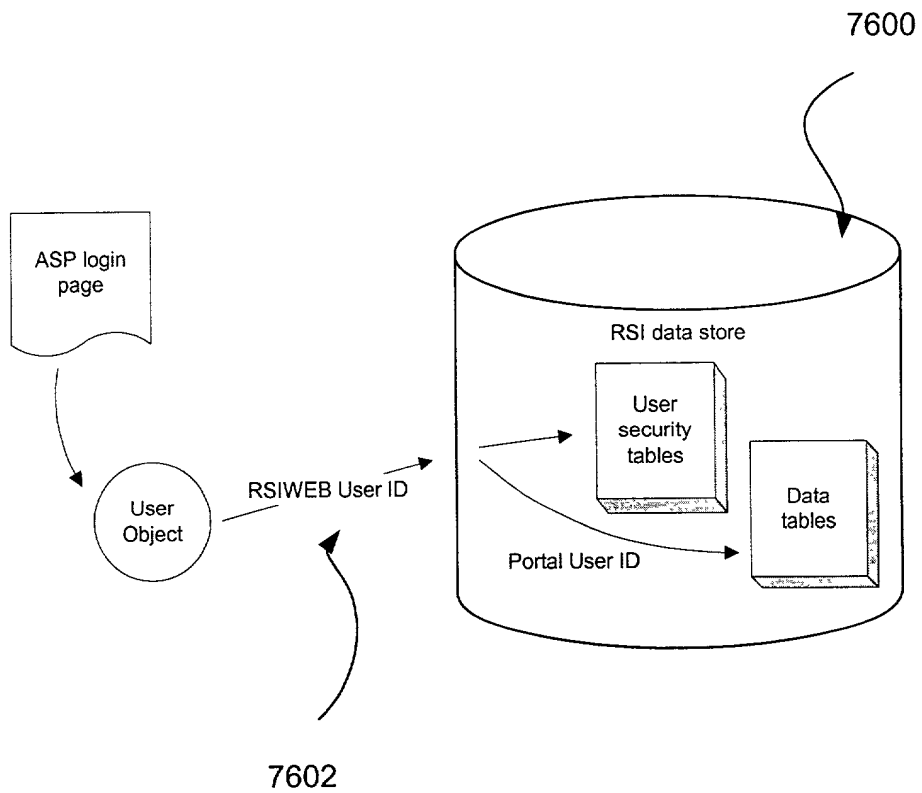 7600
ASP login
page
RSI data store
User
security
tables
RSIWEB User ID
User
Object
Data
tables
Portal User ID
7602